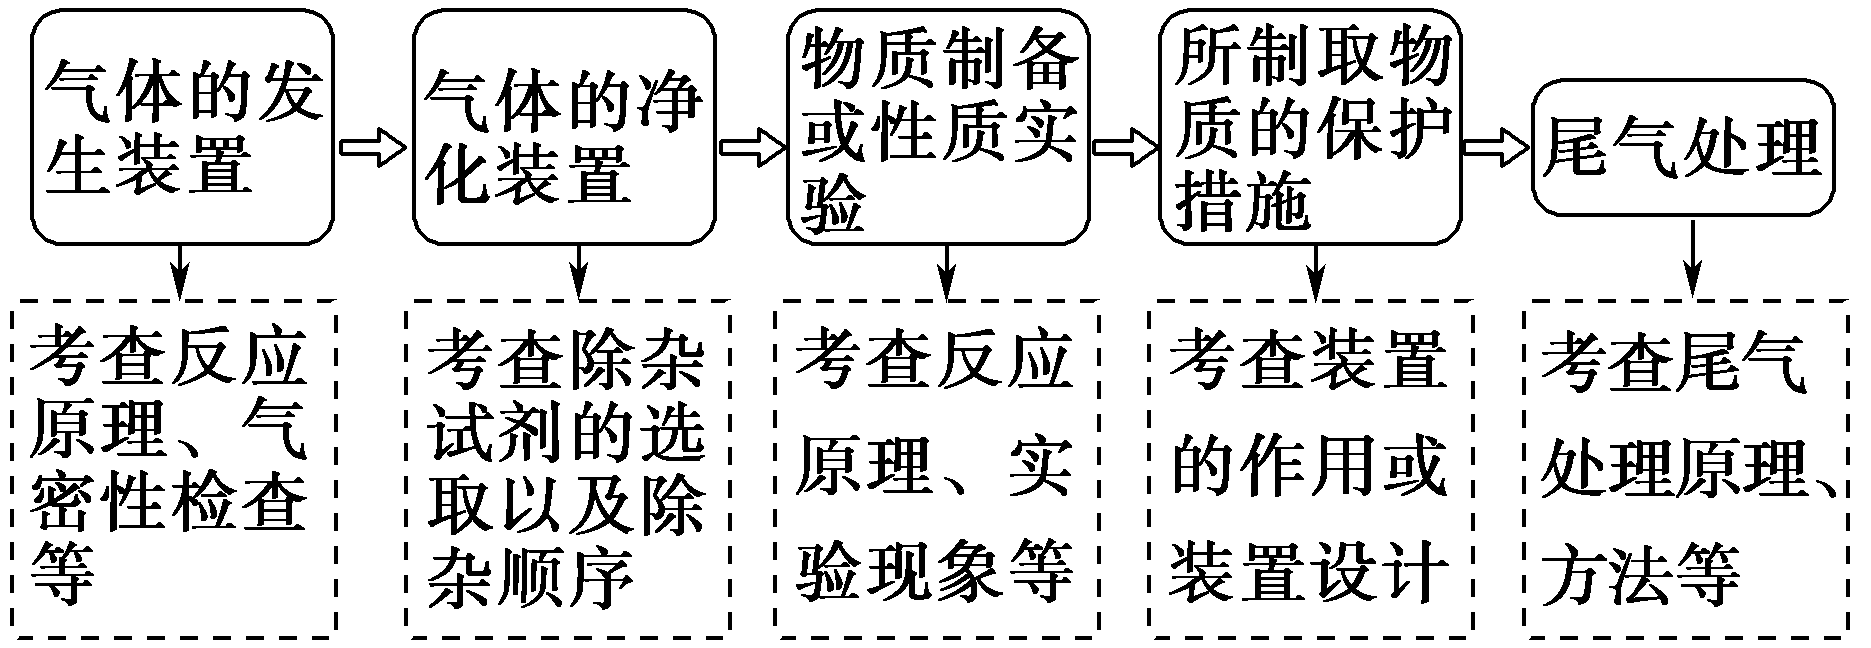 气体的发
生装置
气体的净
化装置
物质制备
或性质实
验
所制取物
质的保护
措施
尾气处理
考查反应
原理、气
密性检查
等
考查除杂
试剂的选
取以及除
杂顺序
考查反应
原理、实
验现象等
考查装置
的作用或
装置设计
考查尾气
处理原理、
方法等